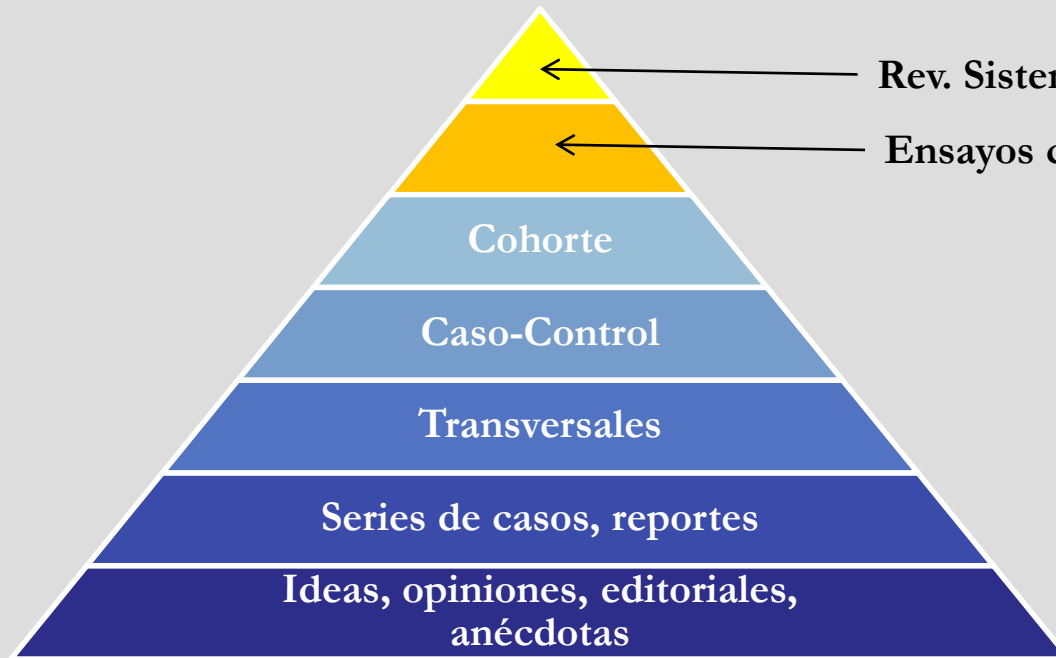 Rev.
Ensayos
Cohorte
Caso-Control
Transversales
Series de casos, reportes
Ideas, opiniones, editoriales,
anécdotas